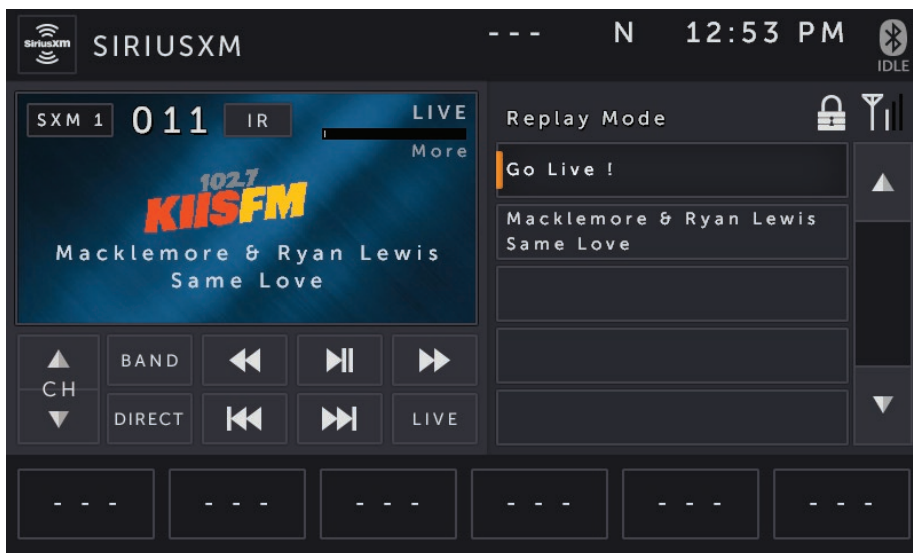 SiriusXM
SIRIUSXM
- - -
N
12:53 PM
IDLE
SXM 1
011
IR
LIVE
More
102.7
KIISFM
Macklemore & Ryan Lewis
Same Love
Replay Mode
Go Live !
Macklemore & Ryan Lewis
Same Love
CH
BAND
DIRECT
LIVE
- - -
- - -
- - -
- - -
- - -
- - -